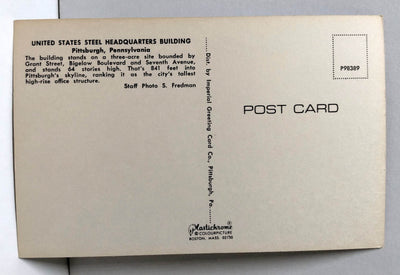 UNITED STATES STEEL HEADQUARTERS BUILDING
Pittsburgh, Pennsylvania
The building stands on a three-acre site bounded by
Grant Street, Bigelow Boulevard and Seventh Avenue,
and stands 64 stories high. That's 841 feet into
Pittsburgh's skyline, ranking it as the city's tallest
high-rise office structure.
Staff Photo S. Fredman
Dist. by Imperial Greeting Card Co., Pittsburgh, Pa.
Plastichrome®
© COLOURPICTURE
BOSTON, MASS. 02130
P98389
POST CARD